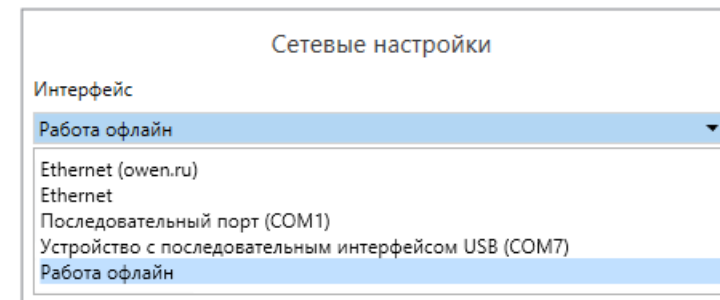 Сетевые настройки
Интерфейс
Работа офлайн
Ethernet (owen.ru)
Ethernet
Последовательный порт (COM1)
Устройство с последовательным интерфейсом USB (COM7)
Работа офлайн